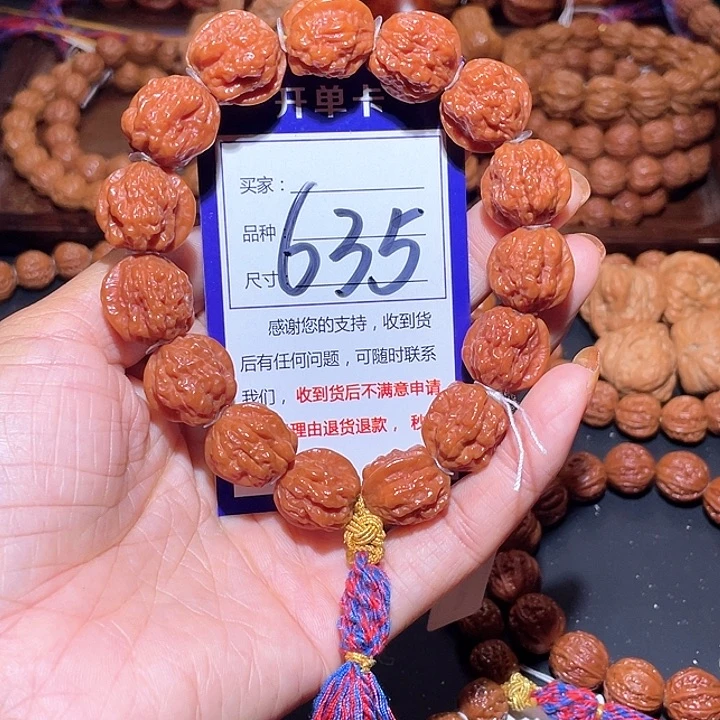 开单卡
买家：
品种
尺寸
635
感谢您的支持，收到货
后有任何问题，可随时联系
我们，收到货后不满意申请
理由退货退款，秒